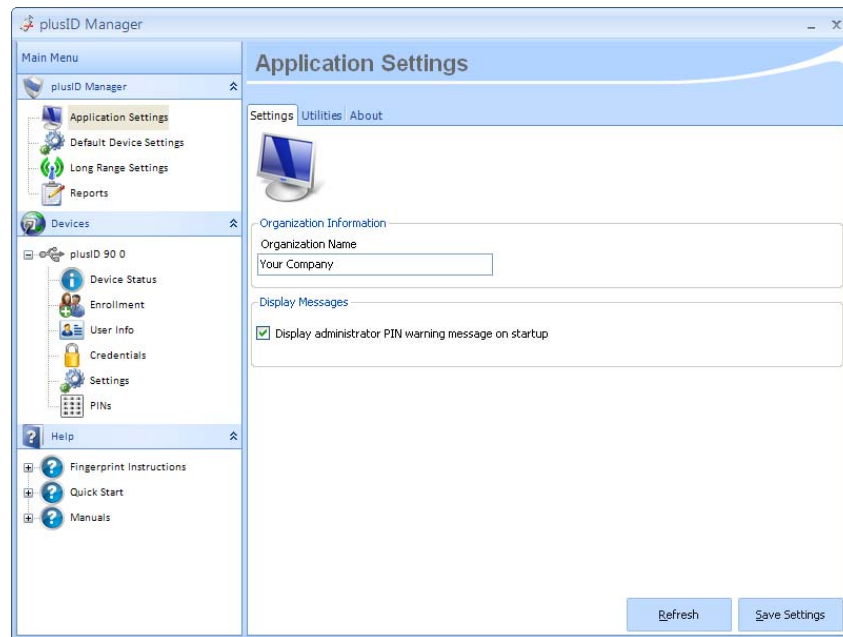 plusID Manager
Main Menu
plusID Manager
Application Settings
Default Device Settings
Long Range Settings
Reports
Devices
plusID 90 0
Device Status
Enrollment
User Info
Credentials
Settings
PINs
Help
Fingerprint Instructions
Quick Start
Manuals
Application Settings
Settings Utilities About
Organization Information
Organization Name
Your Company
Display Messages
Display administrator PIN warning message on startup
Refresh Save Settings